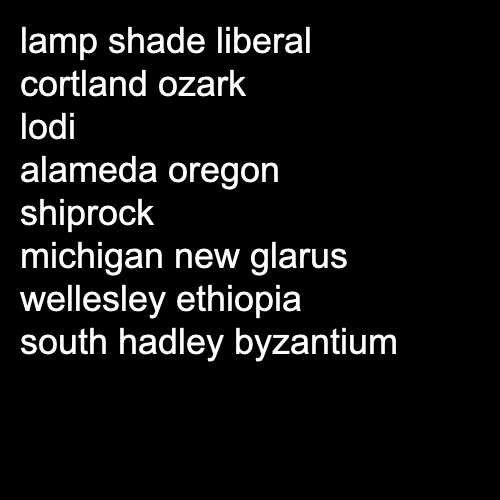 lamp shade liberal
cortland ozark
lodi
alameda oregon
shiprock
michigan new glarus
wellesley ethiopia
south hadley byzantium